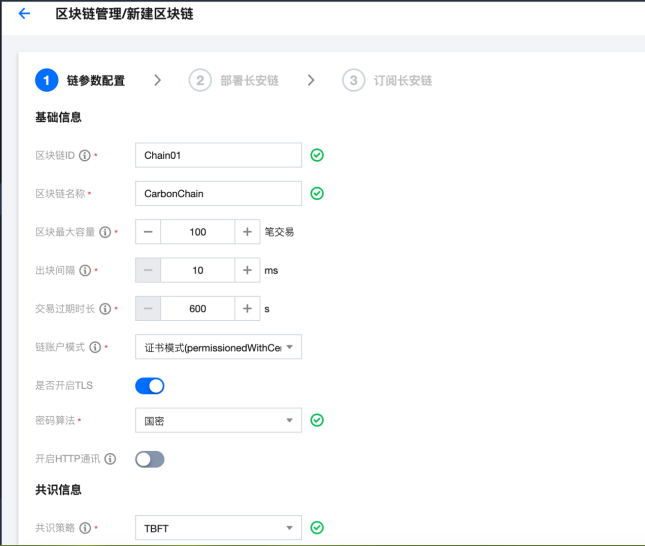 区块链管理/新建区块链
1 链参数配置 > 2 部署长安链 > 3 订阅长安链
基础信息
区块链ID * Chain01
区块链名称 * CarbonChain
区块最大容量 * − 100 + 笔交易
出块间隔 * − 10 + ms
交易过期时长 * − 600 + s
链账户模式 * 证书模式(permissionedWithCer
是否开启TLS
密码算法 * 国密
开启HTTP通讯
共识信息
共识策略 * TBFT